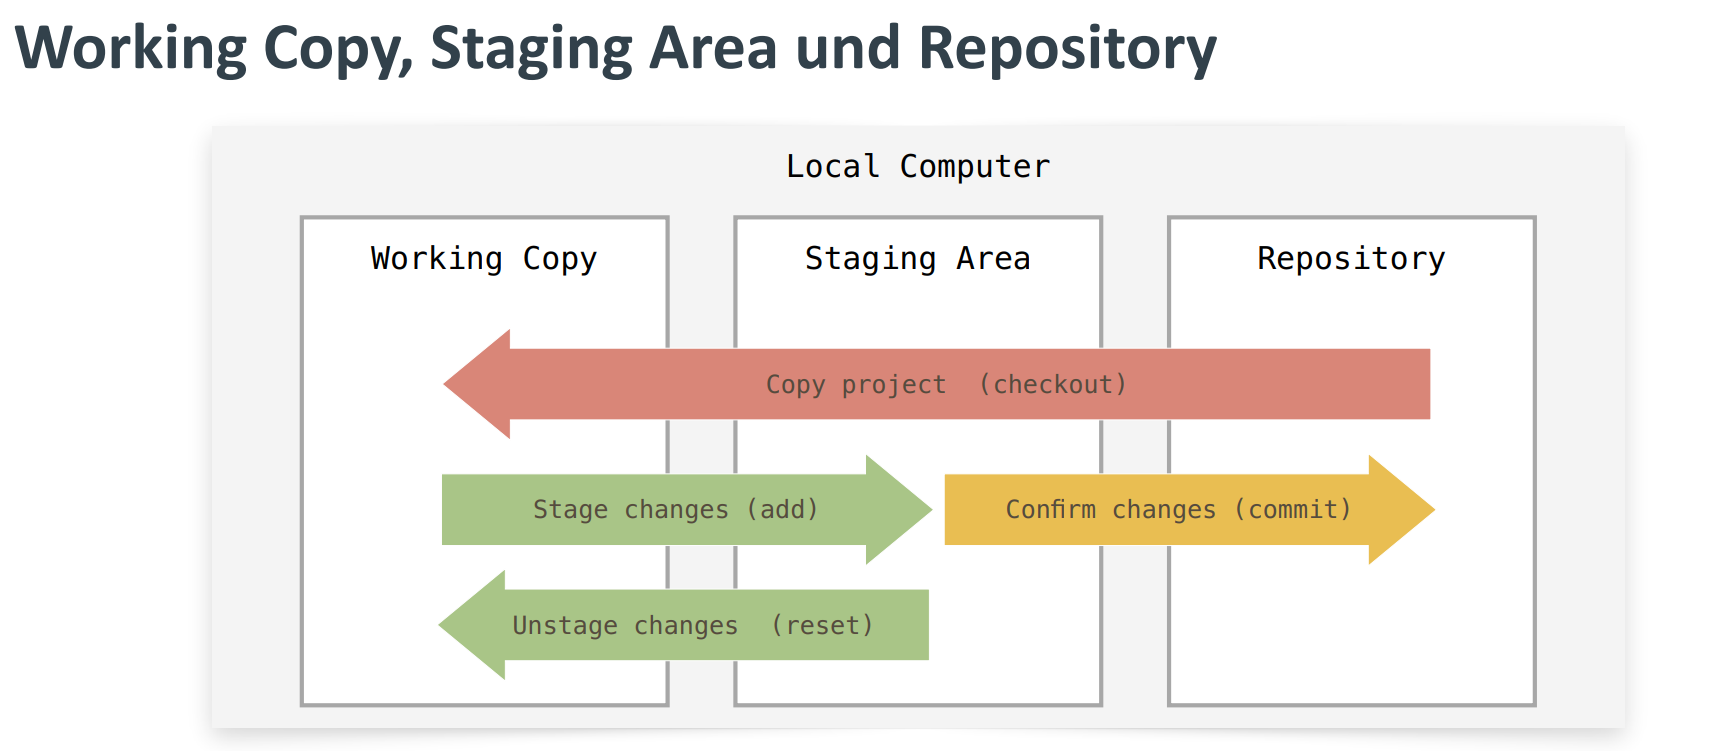 Working Copy, Staging Area und Repository
Local Computer
Working Copy
Staging Area
Repository
Copy project  (checkout)
Stage changes (add)
Confirm changes (commit)
Unstage changes  (reset)